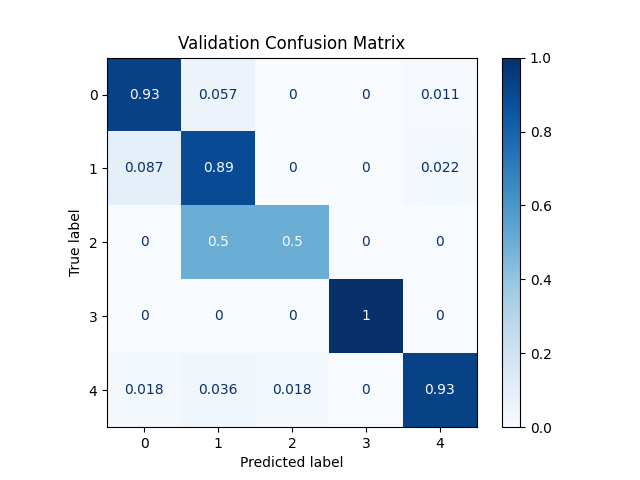 Validation Confusion Matrix
True label
0 0.93 0.057 0 0 0.011
1 0.087 0.89 0 0 0.022
2 0 0.5 0.5 0 0
3 0 0 0 1 0
4 0.018 0.036 0.018 0 0.93
0 1 2 3 4
Predicted label
1.0
0.8
0.6
0.4
0.2
0.0